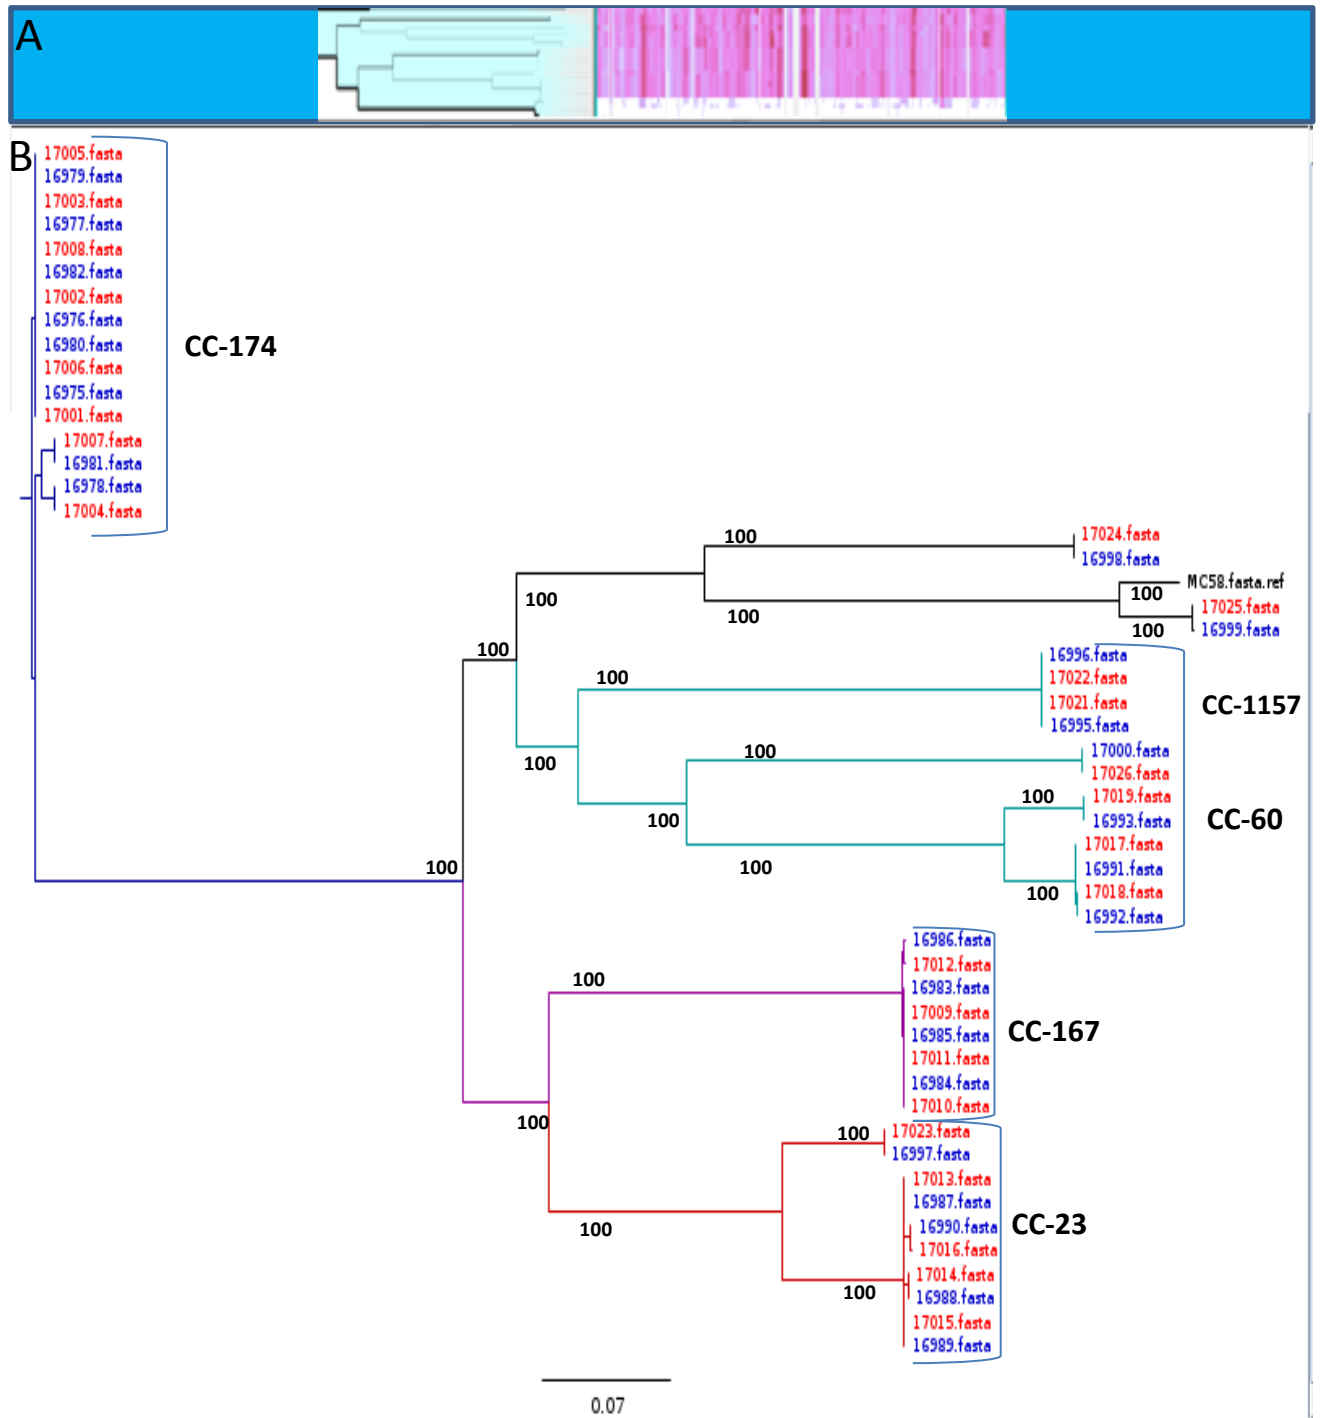 A
B
17005.fasta
16979.fasta
17003.fasta
16977.fasta
17008.fasta
16982.fasta
17002.fasta
16976.fasta
16980.fasta
17006.fasta
16975.fasta
17001.fasta
17007.fasta
16981.fasta
16978.fasta
17004.fasta
CC-174
100
17024.fasta
16998.fasta
100
MC58.fasta.ref
100
17025.fasta
100
16999.fasta
100
100
16996.fasta
100
17022.fasta
17021.fasta
16995.fasta
CC-1157
100
100
17000.fasta
17026.fasta
100
17019.fasta
100
16993.fasta
CC-60
17017.fasta
100
16991.fasta
100
17018.fasta
100
16992.fasta
16986.fasta
17012.fasta
100
16983.fasta
17009.fasta
16985.fasta
CC-167
17011.fasta
16984.fasta
17010.fasta
100
100
17023.fasta
16997.fasta
17013.fasta
16987.fasta
100
16990.fasta
CC-23
17016.fasta
17014.fasta
100
16988.fasta
17015.fasta
16989.fasta
0.07